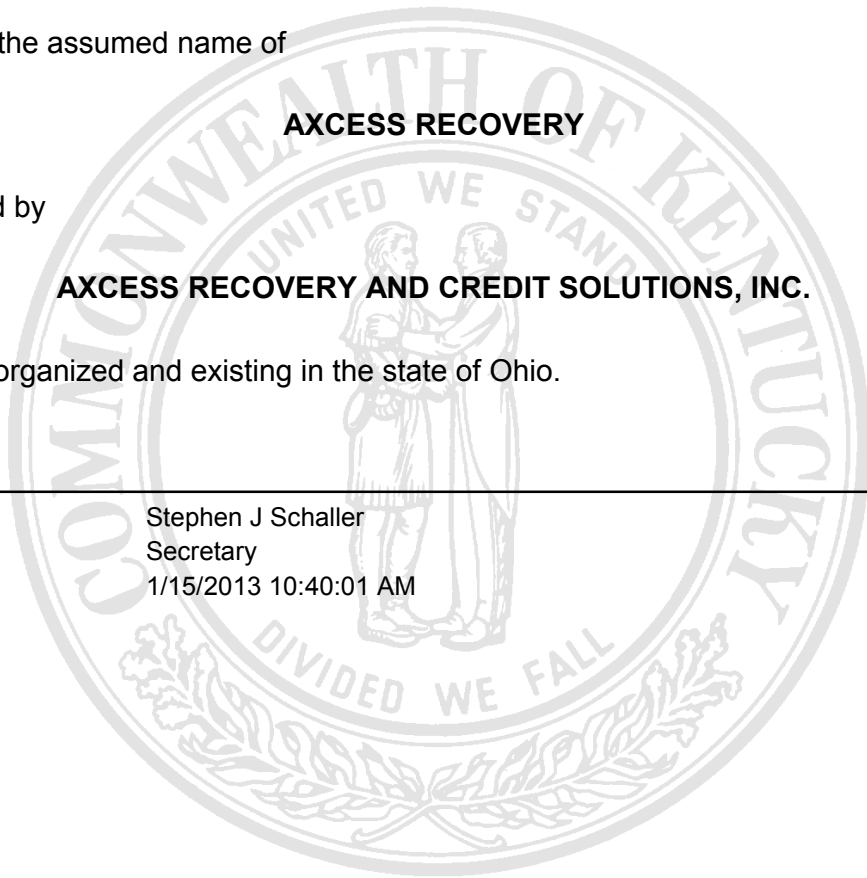 the assumed name of
AXCESS RECOVERY
d by
AXCESS RECOVERY AND CREDIT SOLUTIONS, INC.
organized and existing in the state of Ohio.
Stephen J Schaller
Secretary
1/15/2013 10:40:01 AM
COMMONWEALTH OF KENTUCKY
UNITED WE STAND
DIVIDED WE FALL